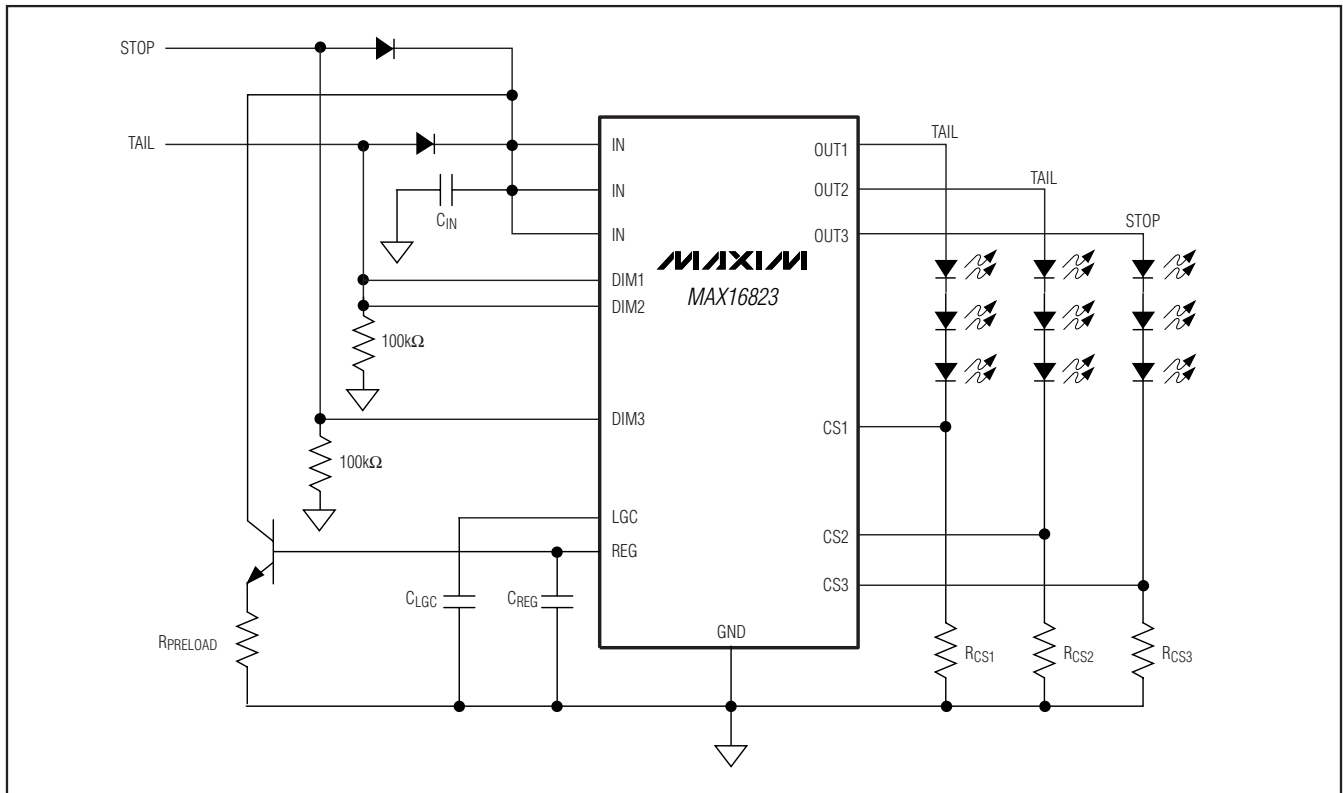 STOP
TAIL
C_IN
100kΩ
100kΩ
R_PRELOAD
C_LGC
C_REG
IN
IN
IN
DIM1
DIM2
DIM3
LGC
REG
MAXIM
MAX16823
GND
OUT1
OUT2
OUT3
CS1
CS2
CS3
TAIL
TAIL
STOP
R_CS1
R_CS2
R_CS3